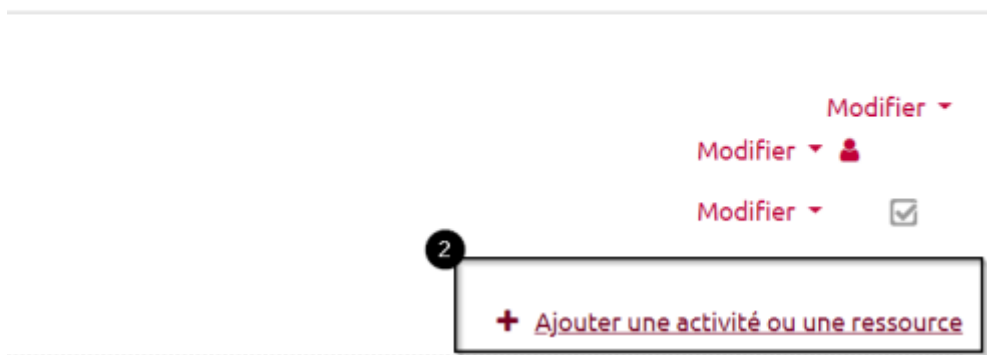 Modifier
Modifier
Modifier
2
Ajouter une activité ou une ressource